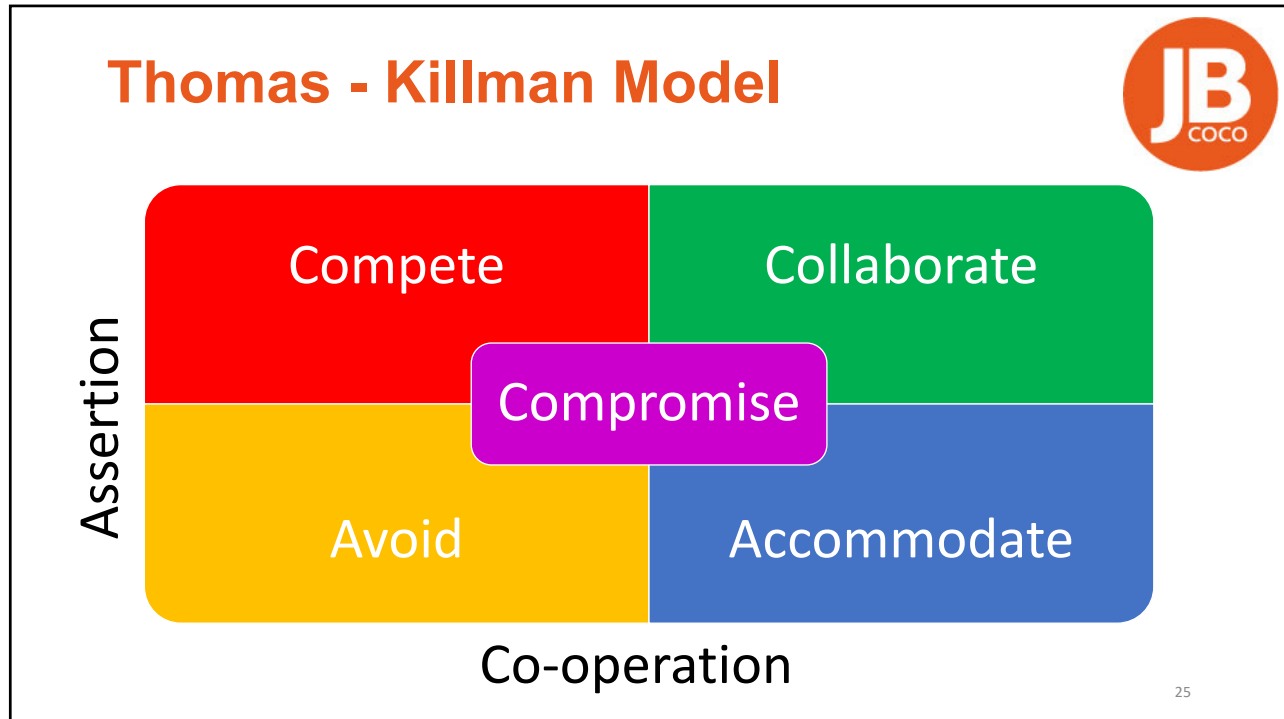 Thomas - Killman Model
JB
COCO
Compete
Collaborate
Compromise
Assertion
Avoid
Accommodate
Co-operation
25